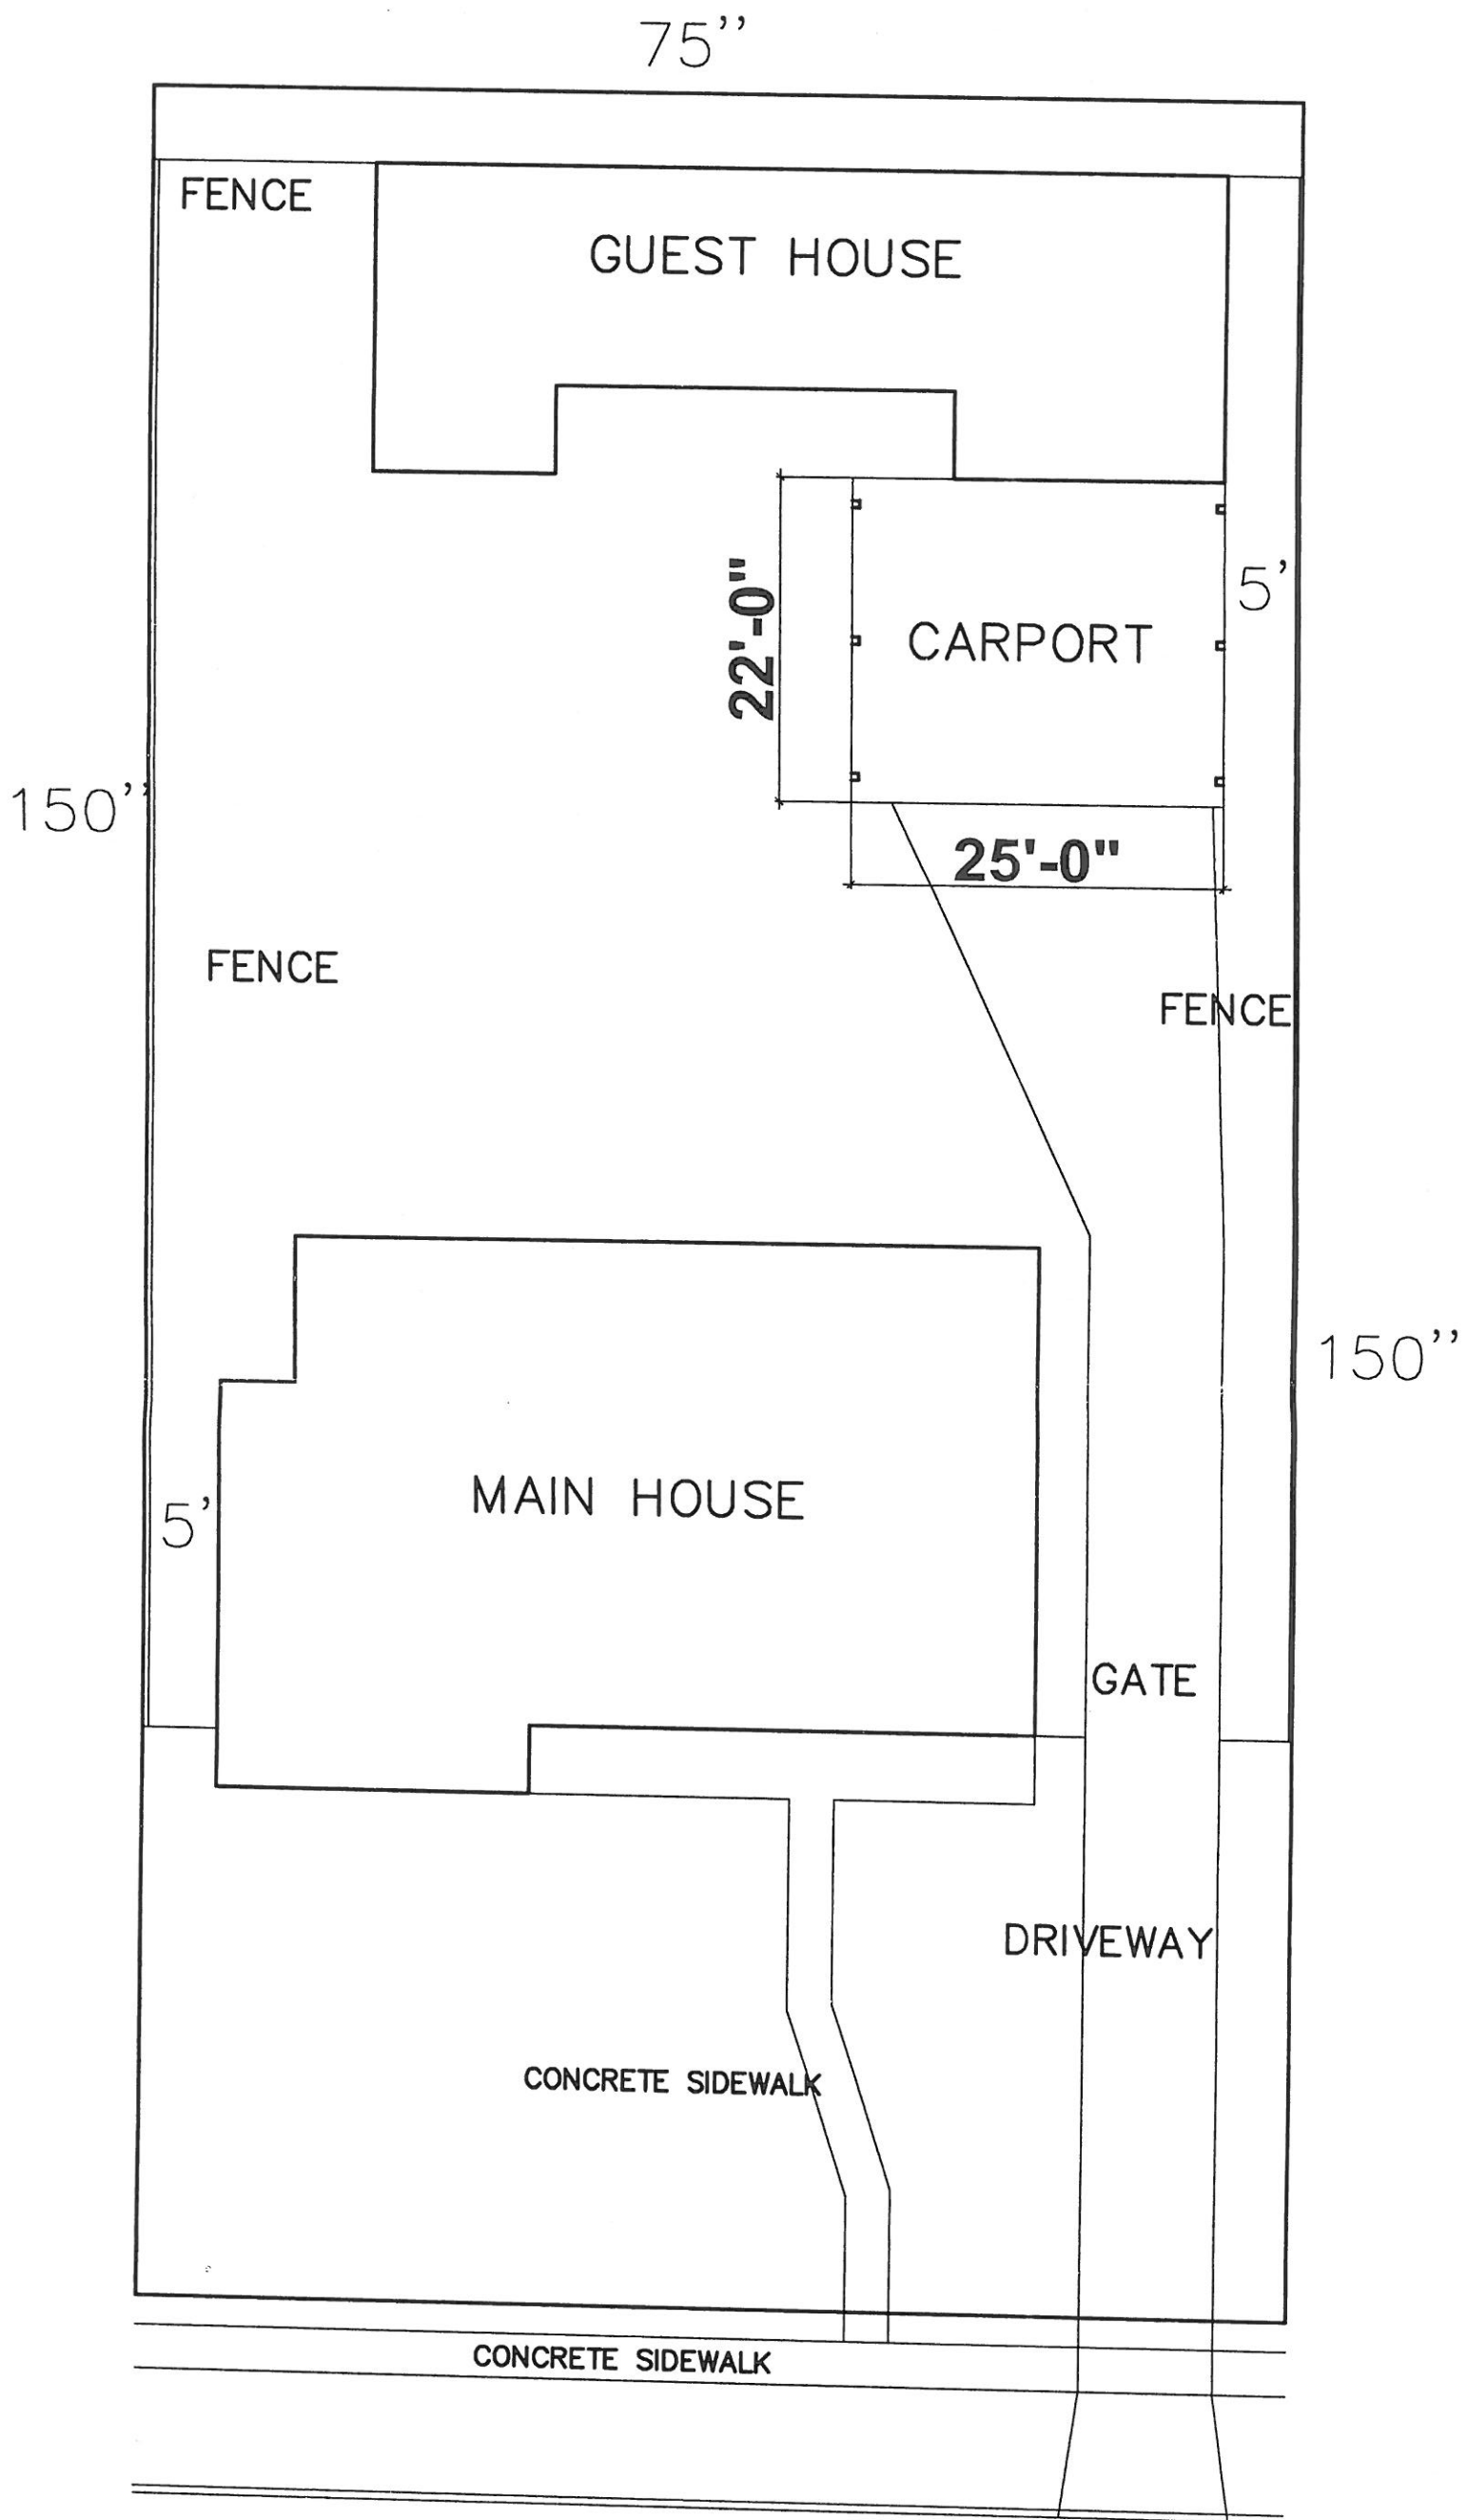 75’’
FENCE
GUEST HOUSE
5’
22'-0"
CARPORT
150’’
25'-0"
FENCE
FENCE
150’’
MAIN HOUSE
5’
GATE
DRIVEWAY
CONCRETE SIDEWALK
CONCRETE SIDEWALK